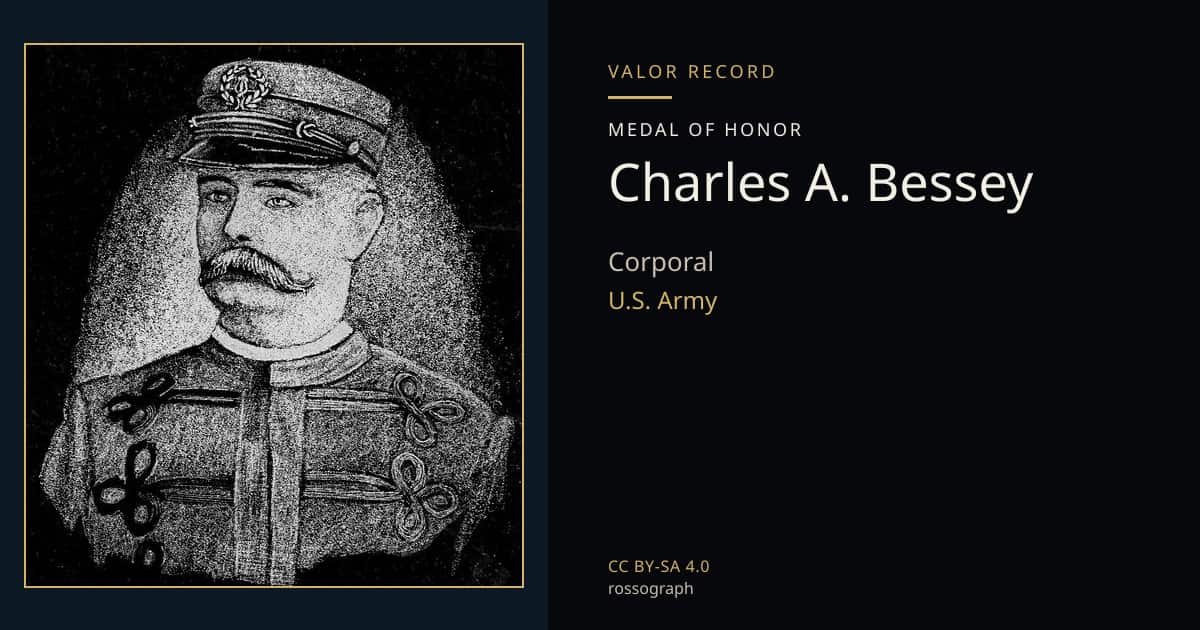 VALOR RECORD
MEDAL OF HONOR
Charles A. Bessey
Corporal
U.S. Army
CC BY-SA 4.0
rossograph